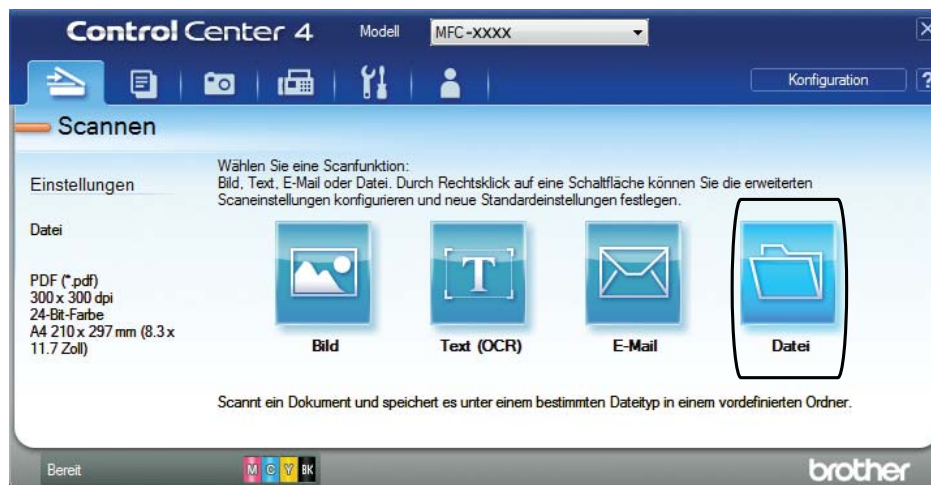 Control Center 4
Modell
MFC-XXXX
Konfiguration
?
Scannen
Einstellungen
Datei
PDF (*.pdf)
300 x 300 dpi
24-Bit-Farbe
A4 210 x 297 mm (8.3 x
11.7 Zoll)
Wählen Sie eine Scanfunktion:
Bild, Text, E-Mail oder Datei. Durch Rechtsklick auf eine Schaltfläche können Sie die erweiterten
Scaneinstellungen konfigurieren und neue Standardeinstellungen festlegen.
T
Bild
Text (OCR)
E-Mail
Datei
Scannt ein Dokument und speichert es unter einem bestimmten Dateityp in einem vordefinierten Ordner.
Bereit
M C Y BK
brother